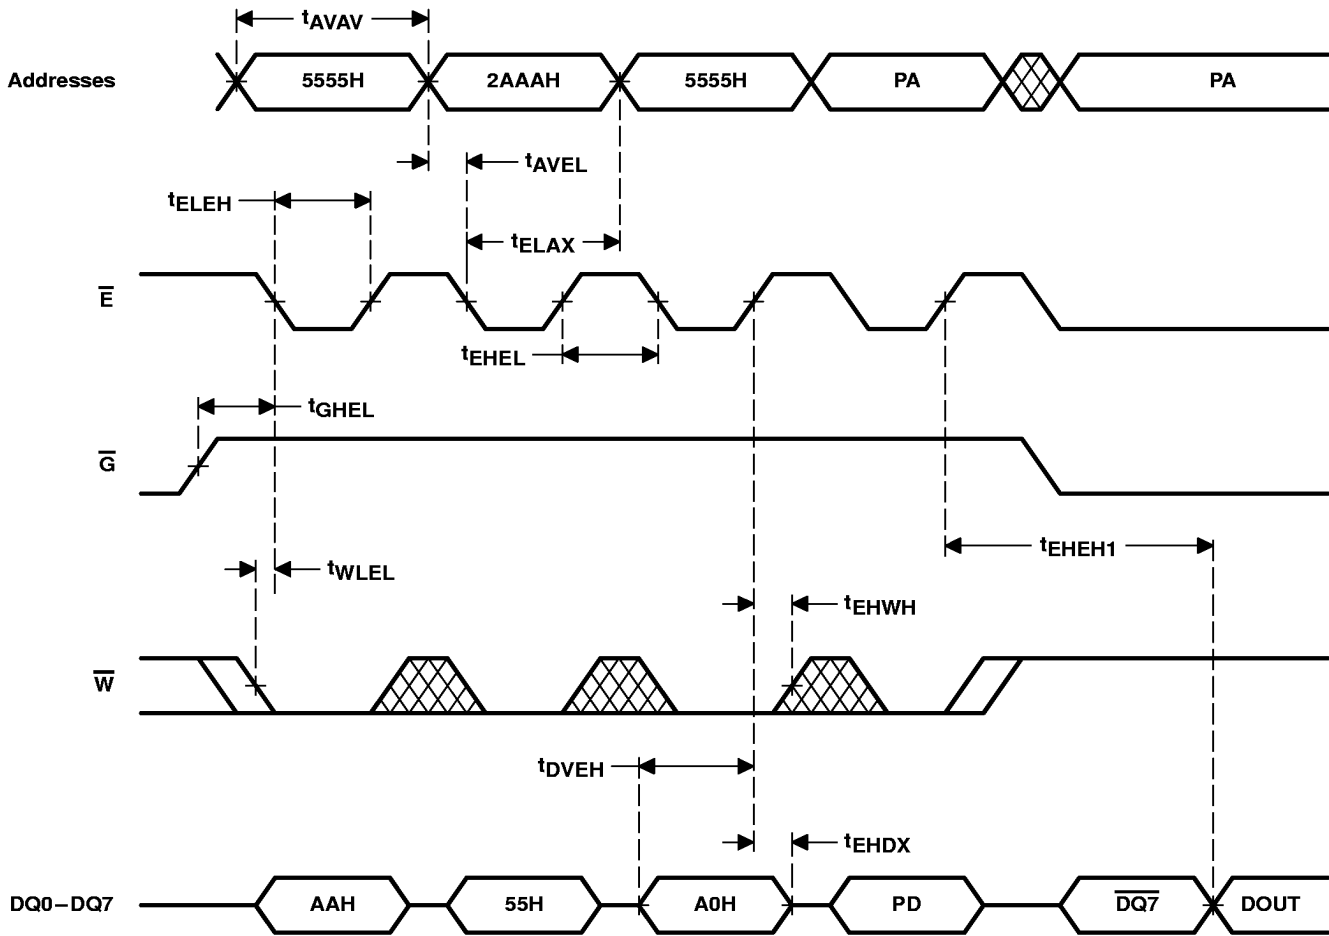 tAVAV
Addresses 5555H 2AAAH 5555H PA PA
tAVEL
tELEH
tELAX
E̅
tEHEL
tGHEL
G̅
tEHEH1
tWLEL
tEHWH
W̅
tDVEH
tEHDX
DQ0–DQ7 AAH 55H A0H PD D̅Q̅7̅ DOUT